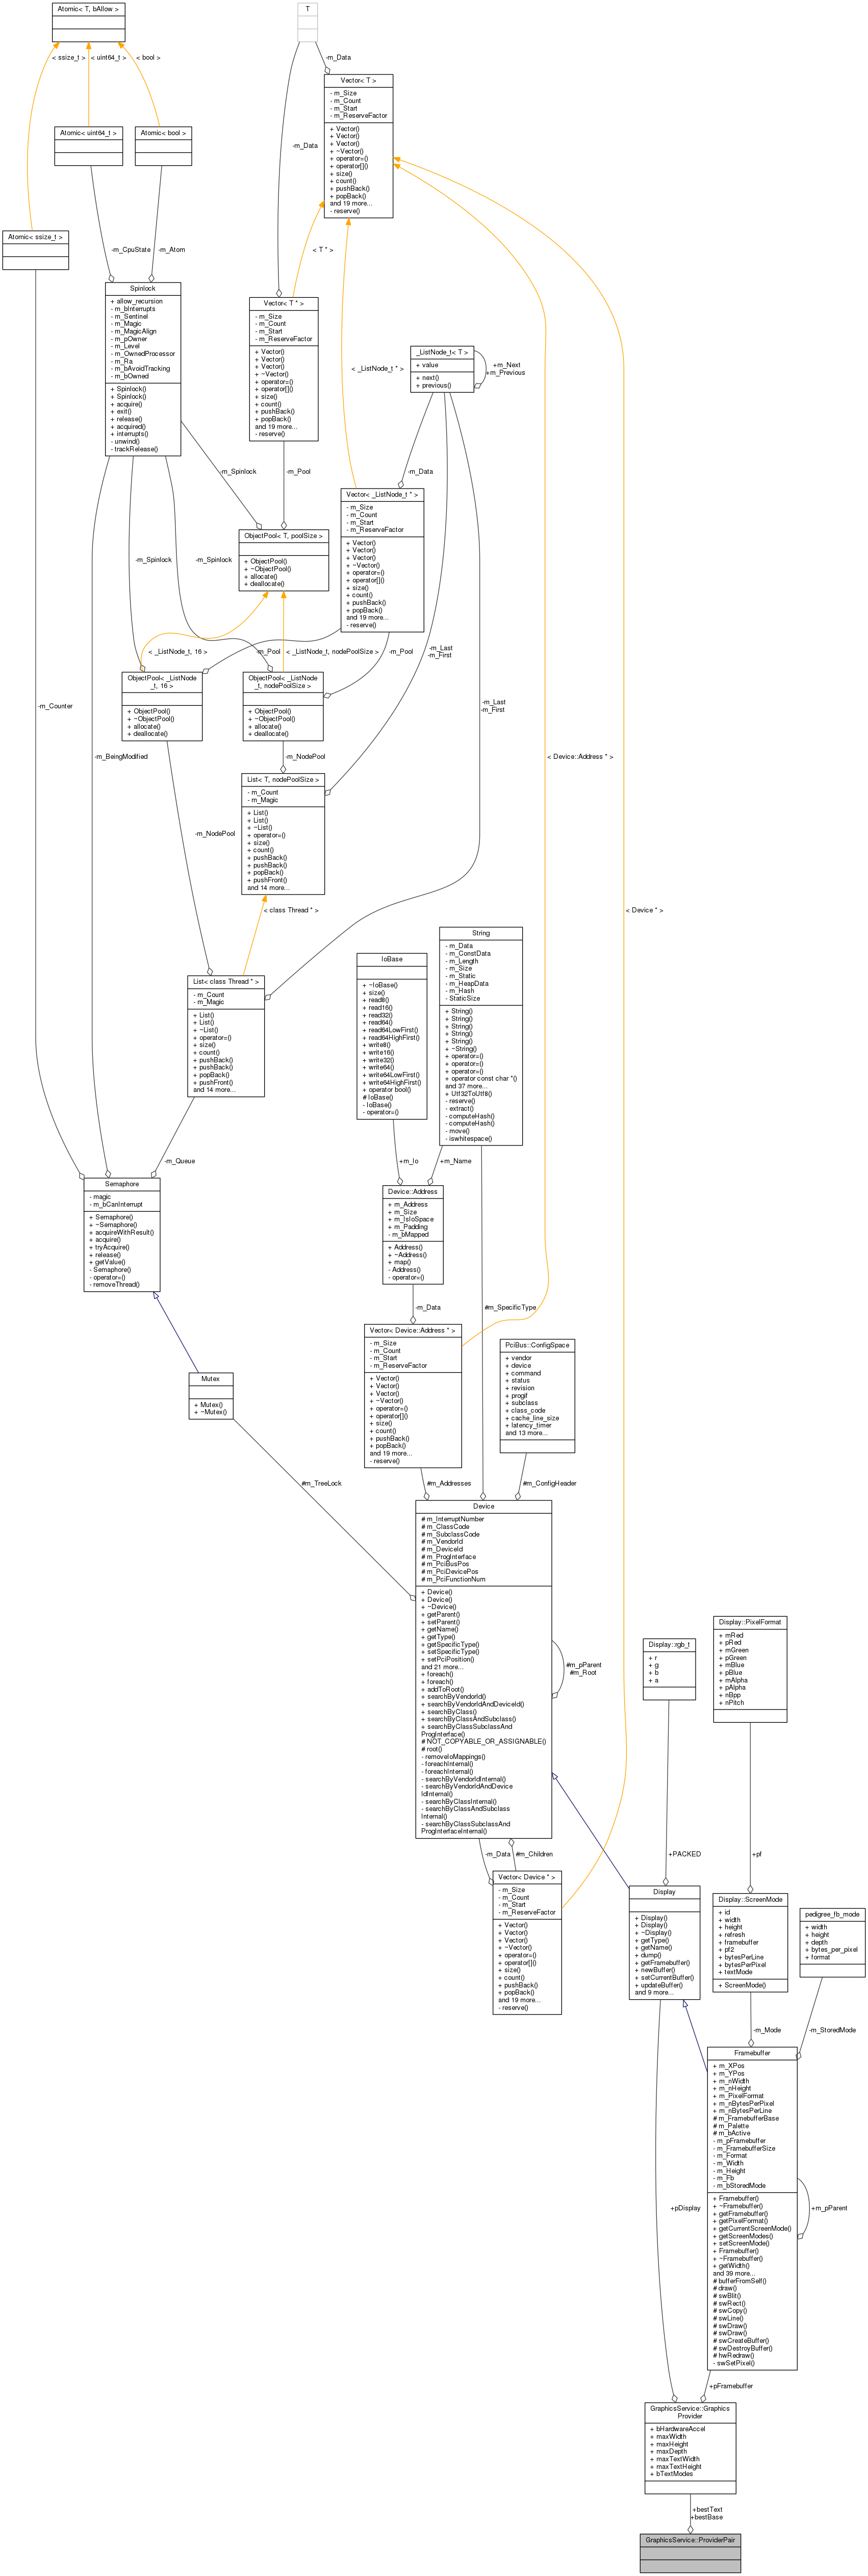 Atomic< T, bAllow >
T
< ssize_t >
< uint64_t >
< bool >
-m_Data
Vector< T >
- m_Size
- m_Count
- m_Start
- m_ReserveFactor
+ Vector()
+ Vector()
+ Vector()
+ ~Vector()
+ operator=()
+ operator[]()
+ size()
+ count()
+ pushBack()
+ popBack()
and 19 more...
- reserve()
Atomic< uint64_t >
Atomic< bool >
-m_Data
Atomic< ssize_t >
-m_CpuState
-m_Atom
< T * >
Spinlock
+ allow_recursion
- m_bInterrupts
- m_Sentinel
- m_Magic
- m_MagicAlign
- m_pOwner
- m_Level
- m_OwnedProcessor
- m_Ra
- m_bAvoidTracking
- m_bOwned
+ Spinlock()
+ Spinlock()
+ acquire()
+ exit()
+ release()
+ acquired()
+ interrupts()
- unwind()
- trackRelease()
Vector< T * >
- m_Size
- m_Count
- m_Start
- m_ReserveFactor
+ Vector()
+ Vector()
+ Vector()
+ ~Vector()
+ operator=()
+ operator[]()
+ size()
+ count()
+ pushBack()
+ popBack()
and 19 more...
- reserve()
_ListNode_t< T >
+ value
+ next()
+ previous()
+m_Next
+m_Previous
< _ListNode_t * >
-m_Spinlock
-m_Pool
-m_Data
Vector< _ListNode_t * >
- m_Size
- m_Count
- m_Start
- m_ReserveFactor
+ Vector()
+ Vector()
+ Vector()
+ ~Vector()
+ operator=()
+ operator[]()
+ size()
+ count()
+ pushBack()
+ popBack()
and 19 more...
- reserve()
ObjectPool< T, poolSize >
+ ObjectPool()
+ ~ObjectPool()
+ allocate()
+ deallocate()
-m_Spinlock
-m_Spinlock
< _ListNode_t, 16 >
-m_Pool
< _ListNode_t, nodePoolSize >
-m_Pool
-m_Last
-m_First
ObjectPool< _ListNode
_t, 16 >
+ ObjectPool()
+ ~ObjectPool()
+ allocate()
+ deallocate()
ObjectPool< _ListNode
_t, nodePoolSize >
+ ObjectPool()
+ ~ObjectPool()
+ allocate()
+ deallocate()
-m_Last
-m_First
-m_Counter
-m_BeingModified
-m_NodePool
< Device::Address * >
List< T, nodePoolSize >
- m_Count
- m_Magic
+ List()
+ List()
+ ~List()
+ operator=()
+ size()
+ count()
+ pushBack()
+ pushBack()
+ popBack()
+ pushFront()
and 14 more...
-m_NodePool
< class Thread * >
< Device * >
List< class Thread * >
- m_Count
- m_Magic
+ List()
+ List()
+ ~List()
+ operator=()
+ size()
+ count()
+ pushBack()
+ pushBack()
+ popBack()
+ pushFront()
and 14 more...
IoBase
+ ~IoBase()
+ size()
+ read8()
+ read16()
+ read32()
+ read64()
+ read64LowFirst()
+ read64HighFirst()
+ write8()
+ write16()
+ write32()
+ write64()
+ write64LowFirst()
+ write64HighFirst()
+ operator bool()
# IoBase()
- IoBase()
- operator=()
String
- m_Data
- m_ConstData
- m_Length
- m_Size
- m_Static
- m_HeapData
- m_Hash
- StaticSize
+ String()
+ String()
+ String()
+ String()
+ String()
+ ~String()
+ operator=()
+ operator=()
+ operator=()
+ operator const char *()
and 37 more...
+ Utf32ToUtf8()
- reserve()
- extract()
- computeHash()
- computeHash()
- move()
- iswhitespace()
-m_Queue
+m_Io
+m_Name
Semaphore
- magic
- m_bCanInterrupt
+ Semaphore()
+ ~Semaphore()
+ acquireWithResult()
+ acquire()
+ tryAcquire()
+ release()
+ getValue()
- Semaphore()
- operator=()
- removeThread()
Device::Address
+ m_Address
+ m_Size
+ m_IsIoSpace
+ m_Padding
- m_bMapped
+ Address()
+ ~Address()
+ map()
- Address()
- operator=()
-m_Data
#m_SpecificType
Vector< Device::Address * >
- m_Size
- m_Count
- m_Start
- m_ReserveFactor
+ Vector()
+ Vector()
+ Vector()
+ ~Vector()
+ operator=()
+ operator[]()
+ size()
+ count()
+ pushBack()
+ popBack()
and 19 more...
- reserve()
PciBus::ConfigSpace
+ vendor
+ device
+ command
+ status
+ revision
+ progif
+ subclass
+ class_code
+ cache_line_size
+ latency_timer
and 13 more...
Mutex
+ Mutex()
+ ~Mutex()
#m_TreeLock
#m_Addresses
#m_ConfigHeader
Device
# m_InterruptNumber
# m_ClassCode
# m_SubclassCode
# m_VendorId
# m_DeviceId
# m_ProgInterface
# m_PciBusPos
# m_PciDevicePos
# m_PciFunctionNum
+ Device()
+ Device()
+ ~Device()
+ getParent()
+ setParent()
+ getName()
+ getType()
+ getSpecificType()
+ setSpecificType()
+ setPciPosition()
and 21 more...
+ foreach()
+ foreach()
+ addToRoot()
+ searchByVendorId()
+ searchByVendorIdAndDeviceId()
+ searchByClass()
+ searchByClassAndSubclass()
+ searchByClassSubclassAnd
ProgInterface()
# NOT_COPYABLE_OR_ASSIGNABLE()
# root()
- removeIoMappings()
- foreachInternal()
- foreachInternal()
- searchByVendorIdInternal()
- searchByVendorIdAndDevice
IdInternal()
- searchByClassInternal()
- searchByClassAndSubclass
Internal()
- searchByClassSubclassAnd
ProgInterfaceInternal()
#m_pParent
#m_Root
Display::rgb_t
+ r
+ g
+ b
+ a
Display::PixelFormat
+ mRed
+ pRed
+ mGreen
+ pGreen
+ mBlue
+ pBlue
+ mAlpha
+ pAlpha
+ nBpp
+ nPitch
-m_Data
#m_Children
+PACKED
+pf
Vector< Device * >
- m_Size
- m_Count
- m_Start
- m_ReserveFactor
+ Vector()
+ Vector()
+ Vector()
+ ~Vector()
+ operator=()
+ operator[]()
+ size()
+ count()
+ pushBack()
+ popBack()
and 19 more...
- reserve()
Display
+ Display()
+ Display()
+ ~Display()
+ getType()
+ getName()
+ dump()
+ getFramebuffer()
+ newBuffer()
+ setCurrentBuffer()
+ updateBuffer()
and 9 more...
Display::ScreenMode
+ id
+ width
+ height
+ refresh
+ framebuffer
+ pf2
+ bytesPerLine
+ bytesPerPixel
+ textMode
+ ScreenMode()
pedigree_fb_mode
+ width
+ height
+ depth
+ bytes_per_pixel
+ format
-m_Mode
-m_StoredMode
Framebuffer
+ m_XPos
+ m_YPos
+ m_nWidth
+ m_nHeight
+ m_PixelFormat
+ m_nBytesPerPixel
+ m_nBytesPerLine
# m_FramebufferBase
# m_Palette
# m_bActive
- m_pFramebuffer
- m_FramebufferSize
- m_Format
- m_Width
- m_Height
- m_Fb
- m_bStoredMode
+ Framebuffer()
+ ~Framebuffer()
+ getFramebuffer()
+ getPixelFormat()
+ getCurrentScreenMode()
+ getScreenModes()
+ setScreenMode()
+ Framebuffer()
+ ~Framebuffer()
+ getWidth()
and 39 more...
# bufferFromSelf()
# draw()
# swBlit()
# swRect()
# swCopy()
# swLine()
# swDraw()
# swDraw()
# swCreateBuffer()
# swDestroyBuffer()
# hwRedraw()
- swSetPixel()
+pDisplay
+m_pParent
+pFramebuffer
GraphicsService::Graphics
Provider
+ bHardwareAccel
+ maxWidth
+ maxHeight
+ maxDepth
+ maxTextWidth
+ maxTextHeight
+ bTextModes
+bestText
+bestBase
GraphicsService::ProviderPair